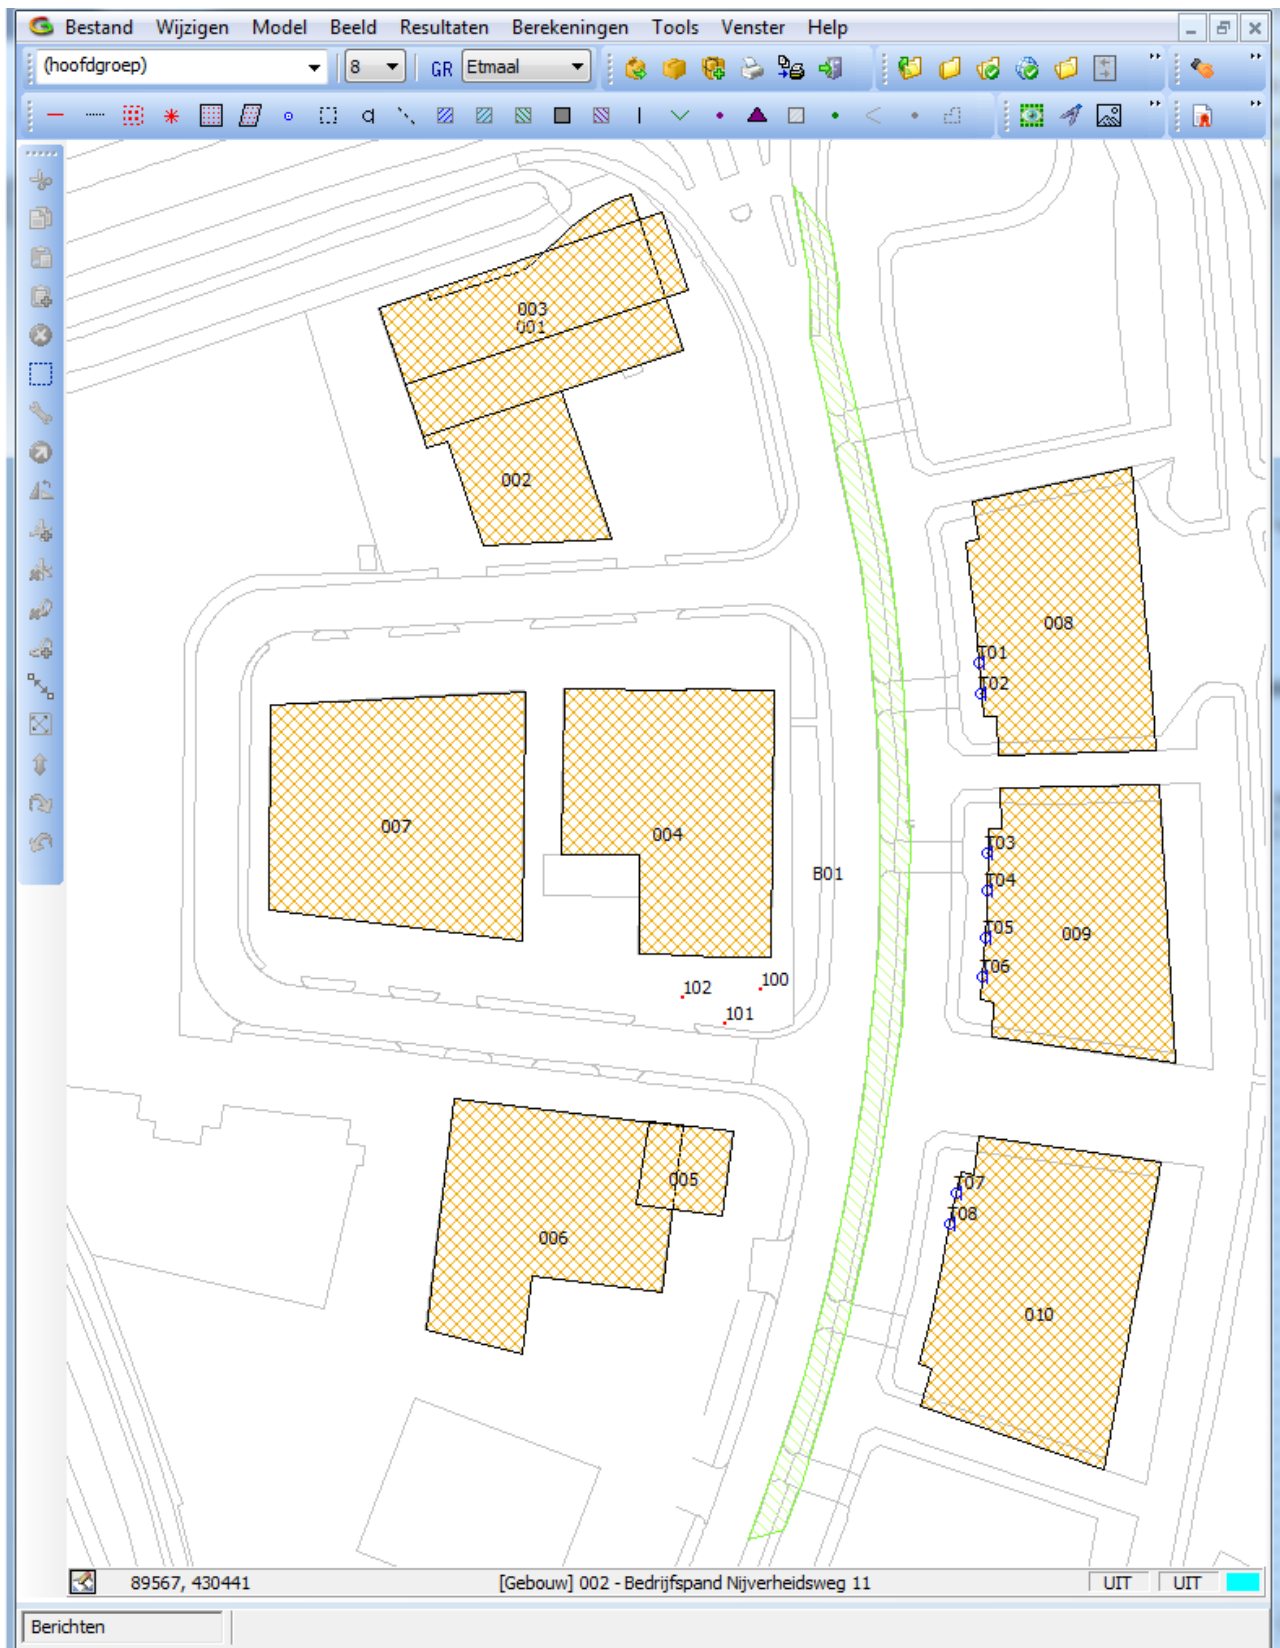 Bestand Wijzigen Model Beeld Resultaten Berekeningen Tools Venster Help
(hoofdgroep) 8 GR Etmaal
003
001
002
008
T01
T02
007
004
T03
B01
T04
T05
009
T06
102
100
101
005
T07
T08
006
010
89567, 430441 [Gebouw] 002 - Bedrijfspand Nijverheidsweg 11 UIT UIT
Berichten